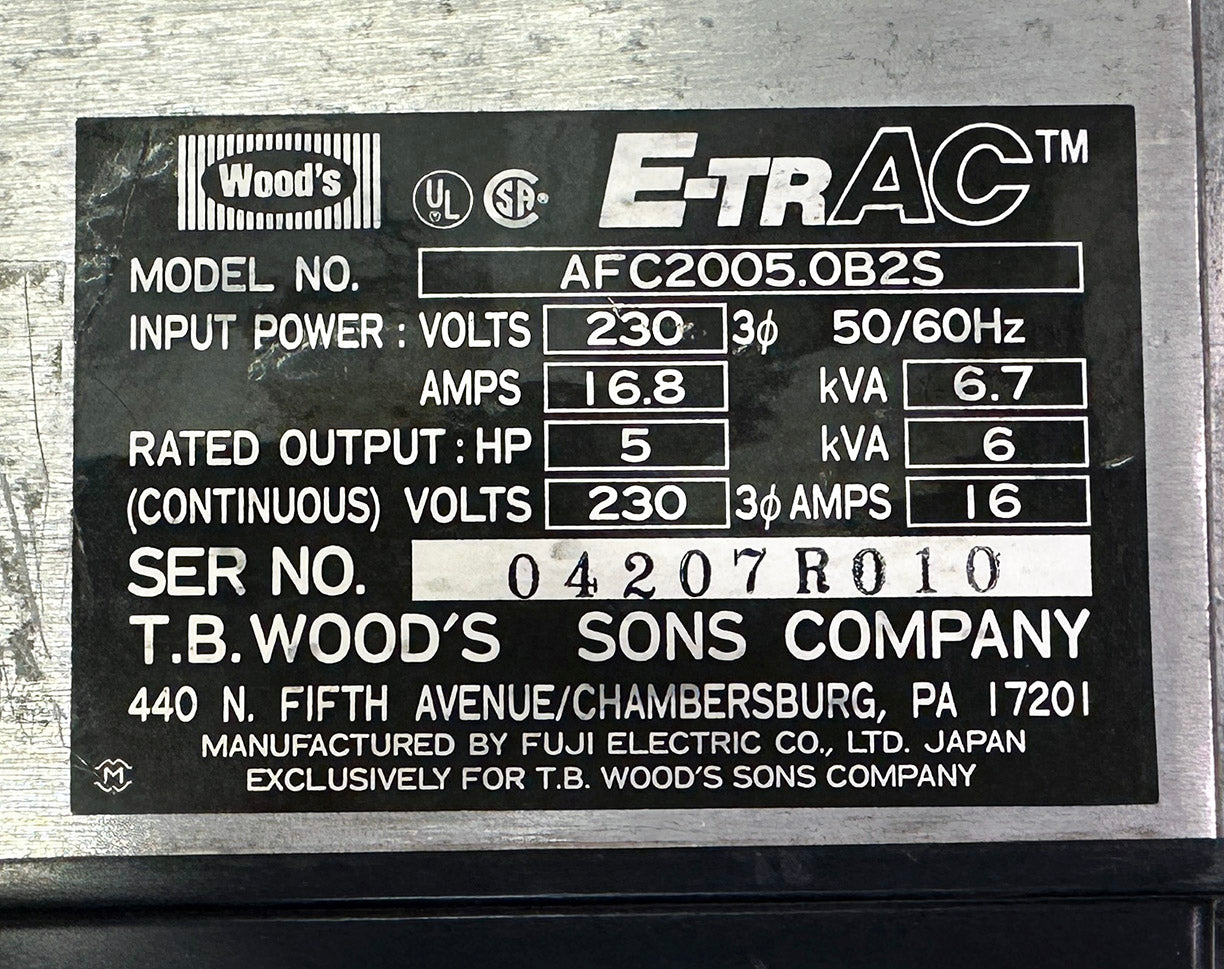 Wood's UL SA® E-TRAC™
MODEL NO. AFC2005.0B2S
INPUT POWER : VOLTS 230 3ϕ 50/60Hz
AMPS 16.8 kVA 6.7
RATED OUTPUT : HP 5 kVA 6
(CONTINUOUS) VOLTS 230 3ϕ AMPS 16
SER NO. 04207R010
T.B. WOOD'S SONS COMPANY
440 N. FIFTH AVENUE/CHAMBERSBURG, PA 17201
MANUFACTURED BY FUJI ELECTRIC CO., LTD. JAPAN
EXCLUSIVELY FOR T.B. WOOD'S SONS COMPANY
M